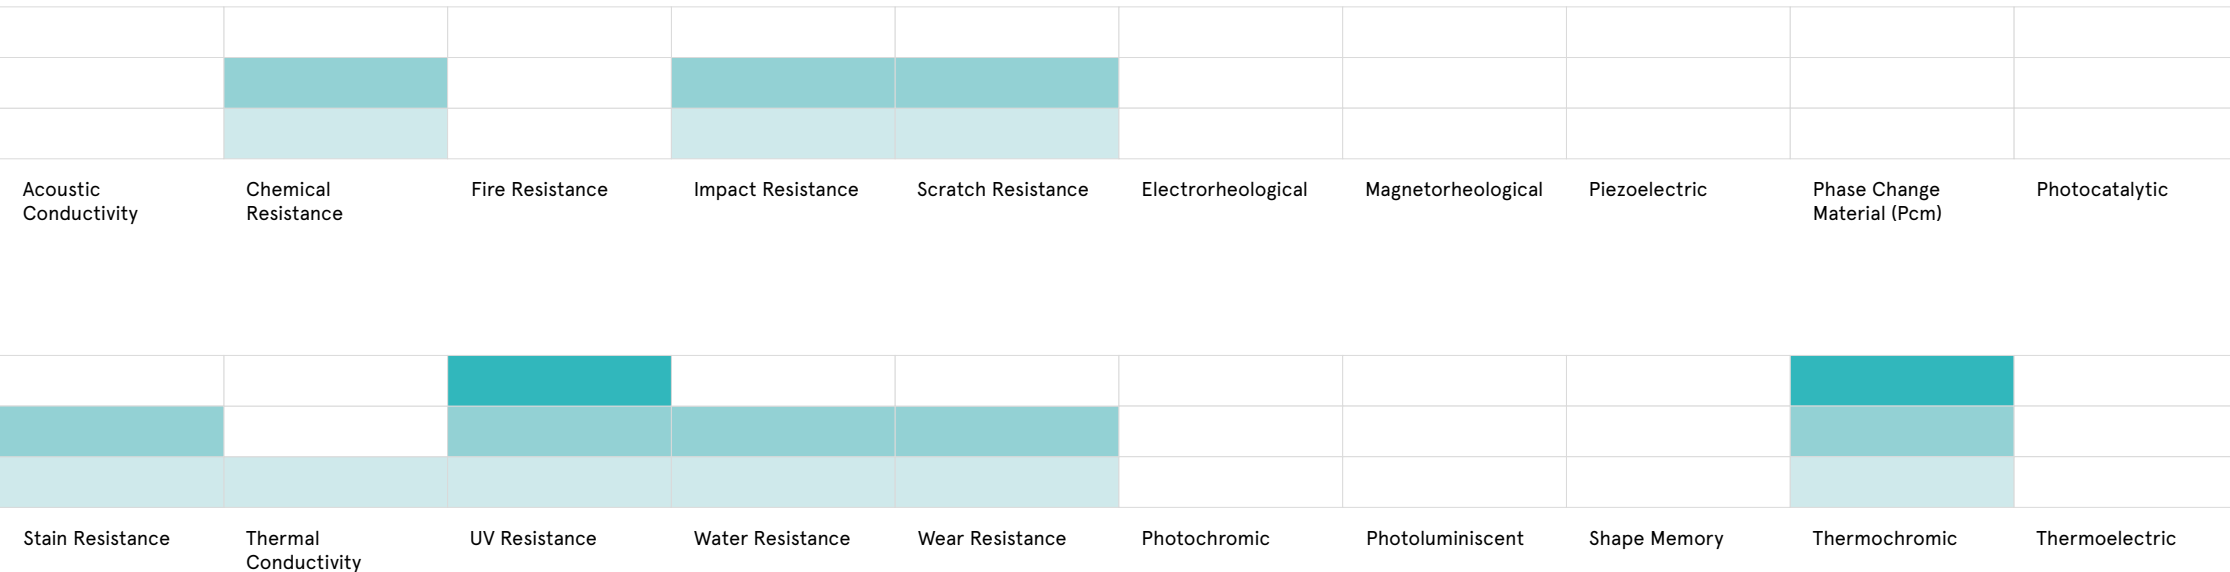 Acoustic
Conductivity
Chemical
Resistance
Fire Resistance
Impact Resistance
Scratch Resistance
Electrorheological
Magnetorheological
Piezoelectric
Phase Change
Material (Pcm)
Photocatalytic
Stain Resistance
Thermal
Conductivity
UV Resistance
Water Resistance
Wear Resistance
Photochromic
Photoluminiscent
Shape Memory
Thermochromic
Thermoelectric